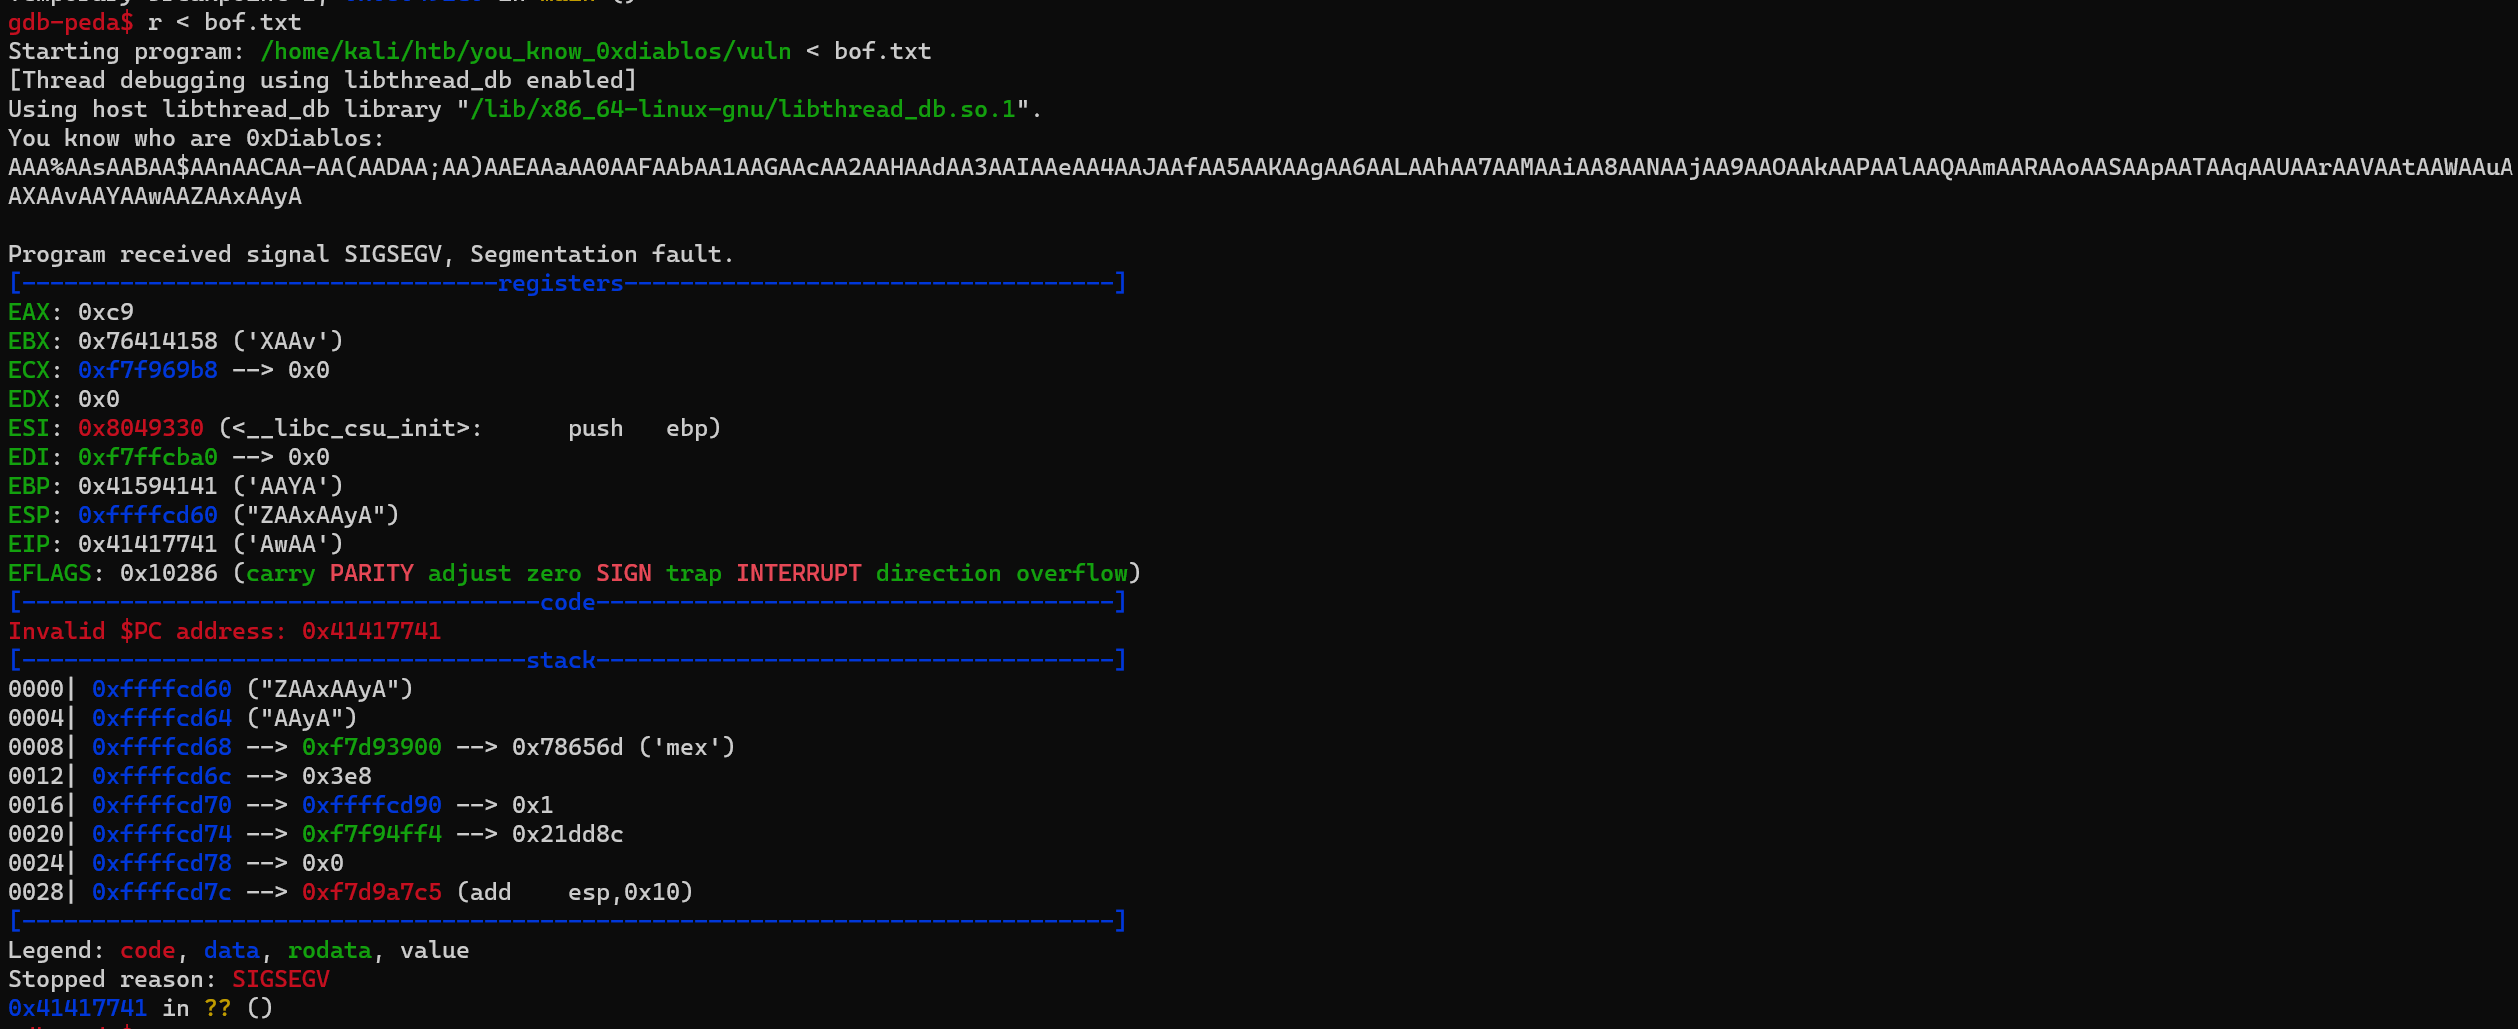 gdb-peda$ r < bof.txt
Starting program: /home/kali/htb/you_know_0xdiablos/vuln < bof.txt
[Thread debugging using libthread_db enabled]
Using host libthread_db library "/lib/x86_64-linux-gnu/libthread_db.so.1".
You know who are 0xDiablos:
AAA%AAsAABAA$AAnAACAA-AA(AADAA;AA)AAEAAaAA0AAFAAbAA1AAGAAcAA2AAHAAdAA3AAIAAeAA4AAJAAfAA5AAKAAgAA6AALAAhAA7AAMAAiAA8AANAAjAA9AAOAAkAAPAAlAAQAAmAARAAoAASAApAATAAqAAUAArAAVAAtAAWAAuA
AXAAvAAYAAwAAZAAxAAyA
Program received signal SIGSEGV, Segmentation fault.
[----------------------------------registers-----------------------------------]
EAX: 0xc9
EBX: 0x76414158 ('XAAv')
ECX: 0xf7f969b8 --> 0x0
EDX: 0x0
ESI: 0x8049330 (<__libc_csu_init>:      push   ebp)
EDI: 0xf7ffcba0 --> 0x0
EBP: 0x41594141 ('AAYA')
ESP: 0xffffcd60 ("ZAAxAAyA")
EIP: 0x41417741 ('AwAA')
EFLAGS: 0x10286 (carry PARITY adjust zero SIGN trap INTERRUPT direction overflow)
[-------------------------------------code-------------------------------------]
Invalid $PC address: 0x41417741
[------------------------------------stack-------------------------------------]
0000| 0xffffcd60 ("ZAAxAAyA")
0004| 0xffffcd64 ("AAyA")
0008| 0xffffcd68 --> 0xf7d93900 --> 0x78656d ('mex')
0012| 0xffffcd6c --> 0x3e8
0016| 0xffffcd70 --> 0xffffcd90 --> 0x1
0020| 0xffffcd74 --> 0xf7f94ff4 --> 0x21dd8c
0024| 0xffffcd78 --> 0x0
0028| 0xffffcd7c --> 0xf7d9a7c5 (add    esp,0x10)
[------------------------------------------------------------------------------]
Legend: code, data, rodata, value
Stopped reason: SIGSEGV
0x41417741 in ?? ()